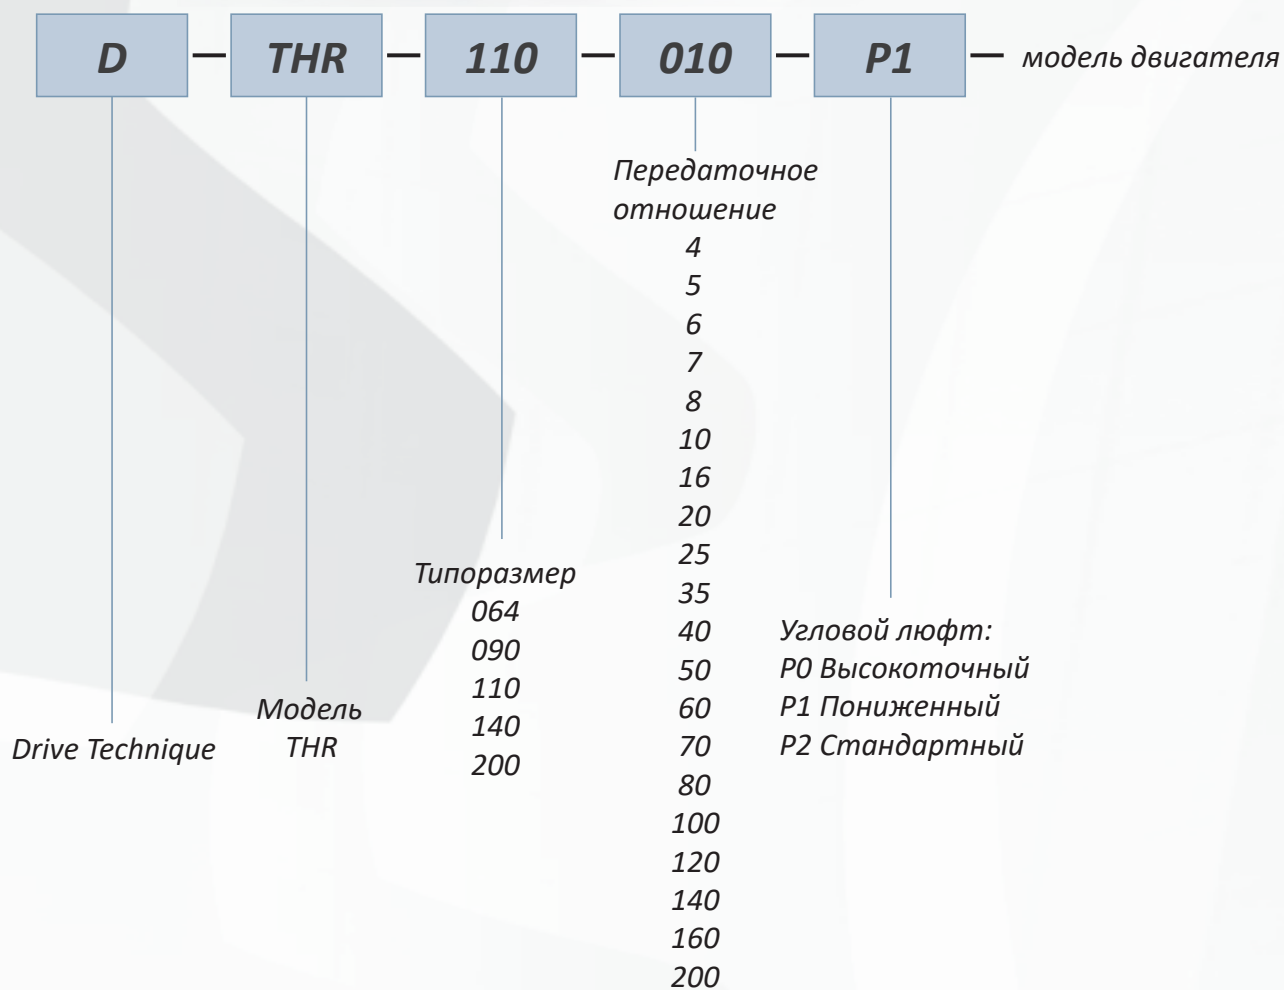 D — THR — 110 — 010 — P1 — модель двигателя
Передаточное
отношение
4
5
6
7
8
10
16
20
25
35
40
50
60
70
80
100
120
140
160
200
Типоразмер
064
090
110
140
200
Угловой люфт:
P0 Высокоточный
P1 Пониженный
P2 Стандартный
Модель
THR
Drive Technique